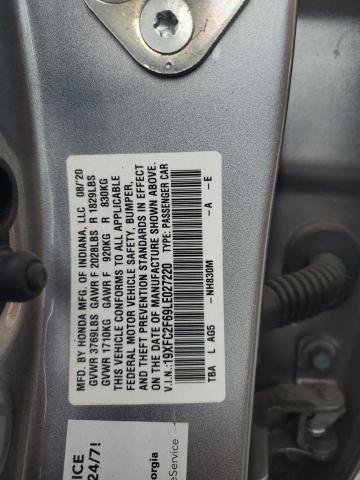 MFD. BY HONDA MFG. OF INDIANA, LLC 08/20
GVWR 3769LBS GAWR F 2028LBS R 1829LBS
GVWR 1710KG GAWR F 920KG R 830KG
THIS VEHICLE CONFORMS TO ALL APPLICABLE
FEDERAL MOTOR VEHICLE SAFETY, BUMPER,
AND THEFT PREVENTION STANDARDS IN EFFECT
ON THE DATE OF MANUFACTURE SHOWN ABOVE.
V.I.N.: 19XFC2F69LE027220 TYPE: PASSENGER CAR
NH830M -A -E
TBA L AG5
ICE
24/7!
orgia
eService